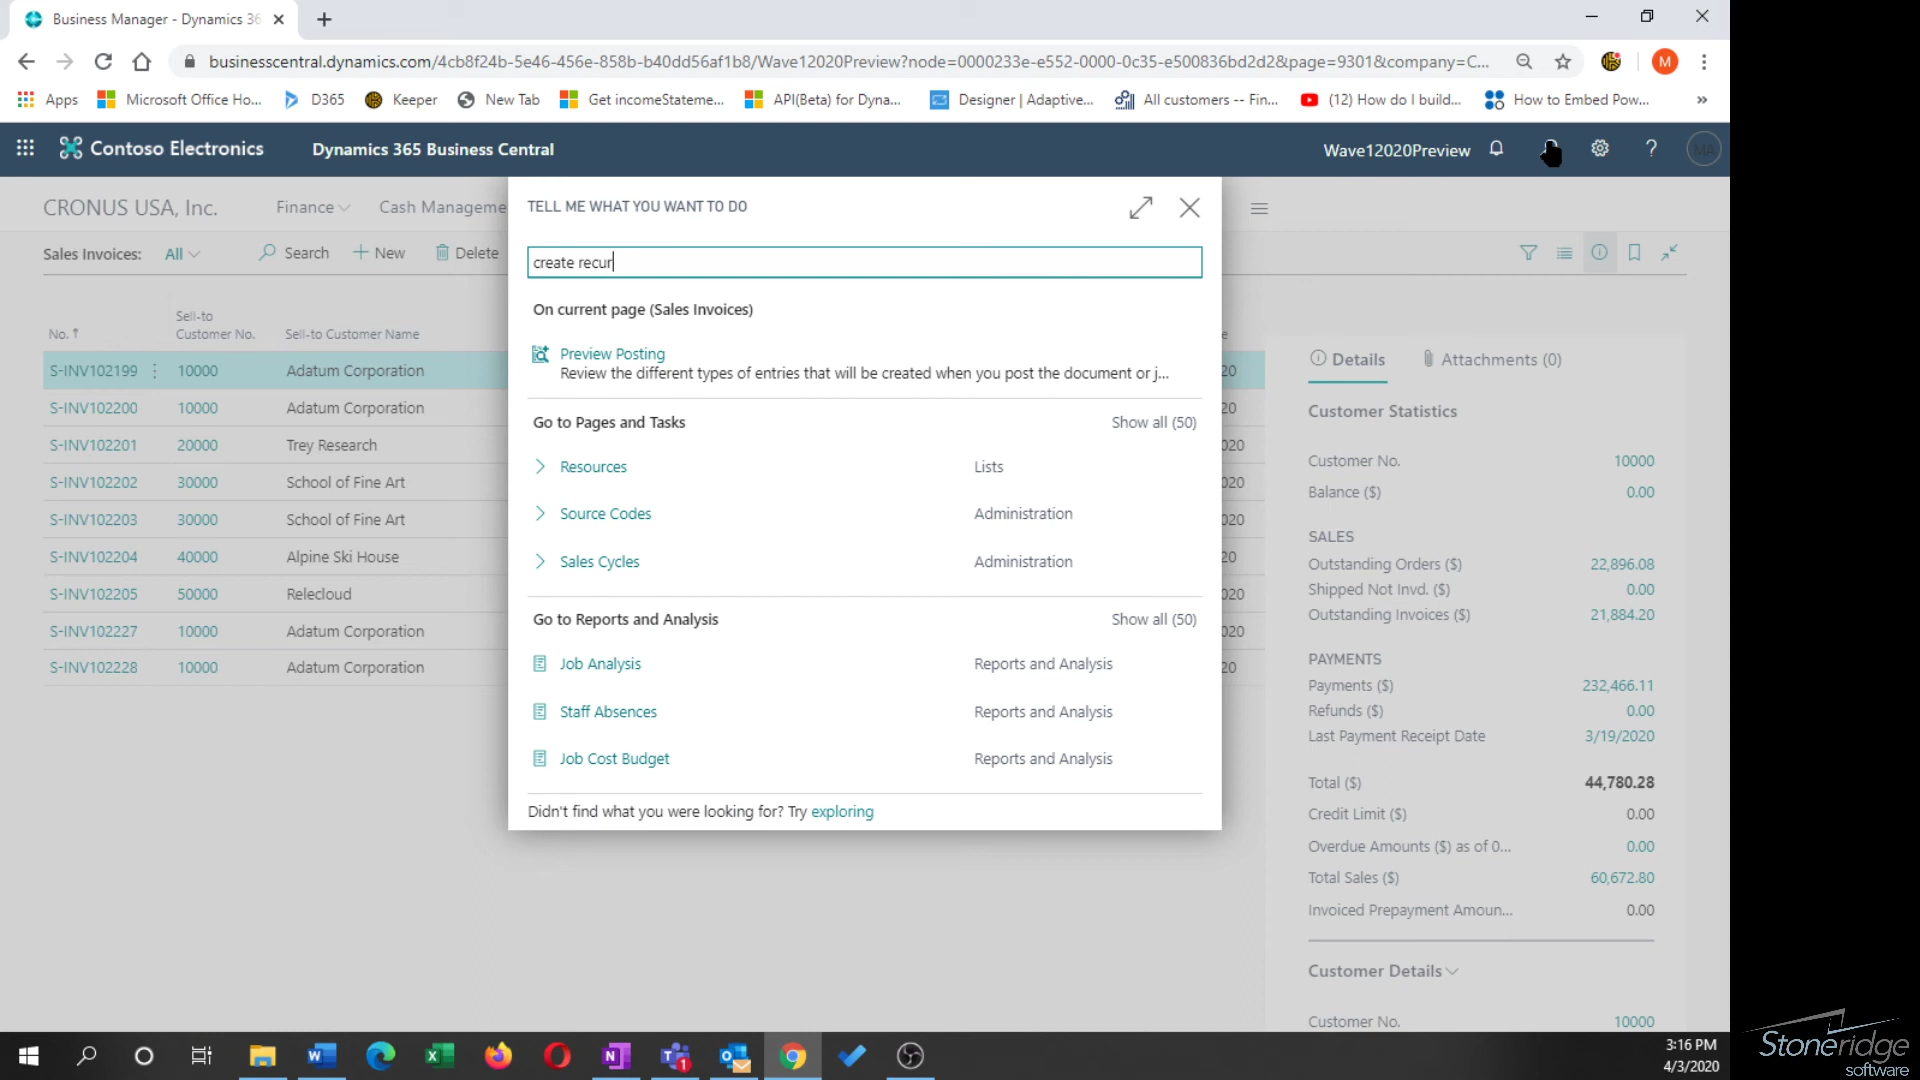 Business Manager - Dynamics 36
businesscentral.dynamics.com/4cb8f24b-5e46-456e-858b-b40dd56af1b8/Wave12020Preview?node=0000233e-e552-0000-0c35-e500836bd2d2&page=9301&company=C...
M
Apps
Microsoft Office Ho...
D365
Keeper
New Tab
Get incomeStateme...
API(Beta) for Dyna...
Designer | Adaptive...
All customers -- Fin...
(12) How do I build...
How to Embed Pow...
»
Contoso Electronics
Dynamics 365 Business Central
Wave12020Preview
?
MA
CRONUS USA, Inc.
Finance
Cash Manageme
Sales Invoices:
All
Search
New
Delete
TELL ME WHAT YOU WANT TO DO
create recur
On current page (Sales Invoices)
Preview Posting
Review the different types of entries that will be created when you post the document or j...
Go to Pages and Tasks
Show all (50)
Resources
Lists
Source Codes
Administration
Sales Cycles
Administration
Go to Reports and Analysis
Show all (50)
Job Analysis
Reports and Analysis
Staff Absences
Reports and Analysis
Job Cost Budget
Reports and Analysis
Didn't find what you were looking for? Try exploring
No. ↑
Sell-to
Customer No.
Sell-to Customer Name
e
S-INV102199 10000 Adatum Corporation 20
S-INV102200 10000 Adatum Corporation 20
S-INV102201 20000 Trey Research 020
S-INV102202 30000 School of Fine Art 020
S-INV102203 30000 School of Fine Art 020
S-INV102204 40000 Alpine Ski House 20
S-INV102205 50000 Relecloud 020
S-INV102227 10000 Adatum Corporation 020
S-INV102228 10000 Adatum Corporation 20
Details
Attachments (0)
Customer Statistics
Customer No. 10000
Balance ($) 0.00
SALES
Outstanding Orders ($) 22,896.08
Shipped Not Invd. ($) 0.00
Outstanding Invoices ($) 21,884.20
PAYMENTS
Payments ($) 232,466.11
Refunds ($) 0.00
Last Payment Receipt Date 3/19/2020
Total ($) 44,780.28
Credit Limit ($) 0.00
Overdue Amounts ($) as of 0... 0.00
Total Sales ($) 60,672.80
Invoiced Prepayment Amoun... 0.00
Customer Details
Customer No. 10000
3:16 PM
4/3/2020
Stoneridge
software